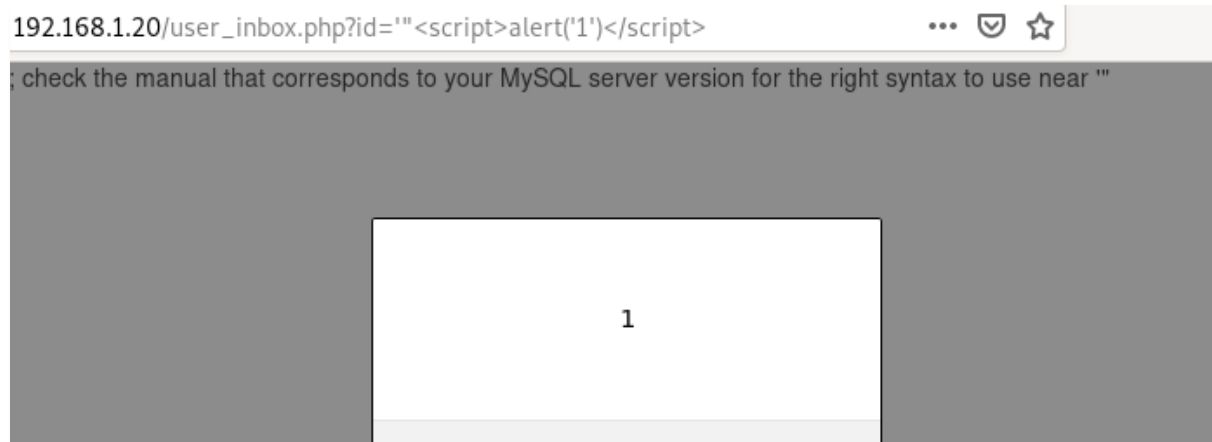 192.168.1.20/user_inbox.php?id='"<script>alert('1')</script>
; check the manual that corresponds to your MySQL server version for the right syntax to use near '"
1